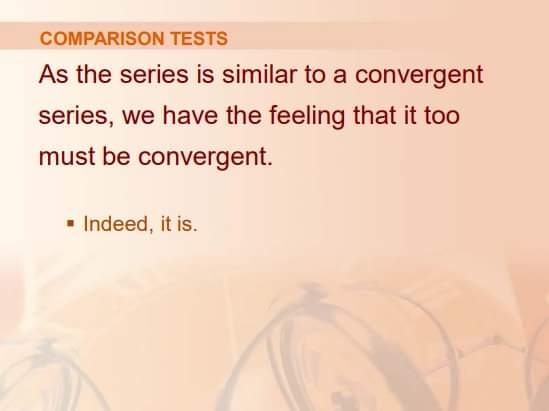 COMPARISON TESTS
As the series is similar to a convergent
series, we have the feeling that it too
must be convergent.
▪ Indeed, it is.